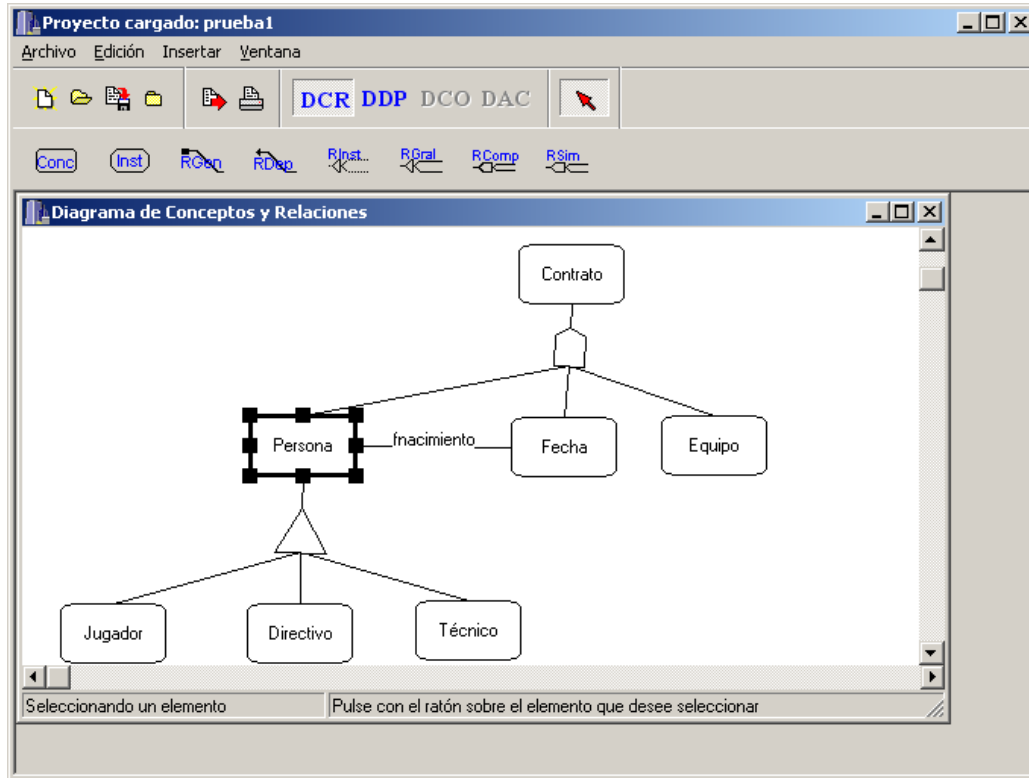 Proyecto cargado: prueba1
Archivo Edición Insertar Ventana
DCR DDP DCO DAC
Conc Inst RGen RDep RInst... RGral RComp RSim
Diagrama de Conceptos y Relaciones
Contrato
Persona fnacimiento Fecha Equipo
Jugador Directivo Técnico
Seleccionando un elemento Pulse con el ratón sobre el elemento que desee seleccionar